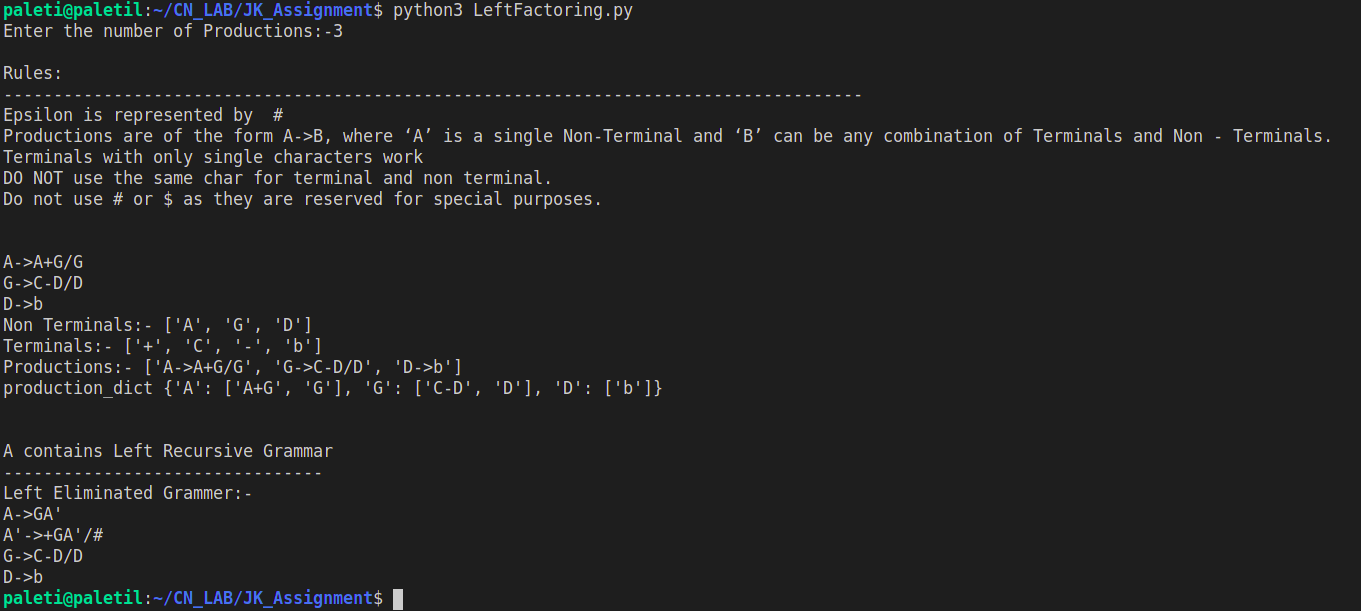 paleti@paletil:~/CN_LAB/JK_Assignment$ python3 LeftFactoring.py
Enter the number of Productions:-3
Rules:
--------------------------------------------------------------------------------------
Epsilon is represented by  #
Productions are of the form A->B, where ‘A’ is a single Non-Terminal and ‘B’ can be any combination of Terminals and Non - Terminals.
Terminals with only single characters work
DO NOT use the same char for terminal and non terminal.
Do not use # or $ as they are reserved for special purposes.
A->A+G/G
G->C-D/D
D->b
Non Terminals:- ['A', 'G', 'D']
Terminals:- ['+', 'C', '-', 'b']
Productions:- ['A->A+G/G', 'G->C-D/D', 'D->b']
production_dict {'A': ['A+G', 'G'], 'G': ['C-D', 'D'], 'D': ['b']}
A contains Left Recursive Grammar
--------------------------------
Left Eliminated Grammer:-
A->GA'
A'->+GA'/#
G->C-D/D
D->b
paleti@paletil:~/CN_LAB/JK_Assignment$